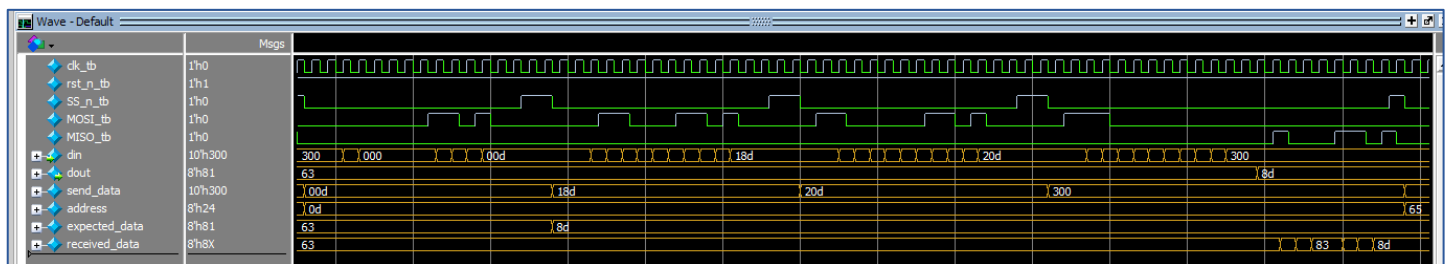 Wave - Default
Msgs
clk_tb 1'h0
rst_n_tb 1'h1
SS_n_tb 1'h0
MOSI_tb 1'h0
MISO_tb 1'h0
din 10'h300 300 000 00d 18d 20d 300
dout 8'h81 63 8d
send_data 10'h300 00d 18d 20d 300
address 8'h24 0d 65
expected_data 8'h81 63 8d
received_data 8'h8X 63 83 8d